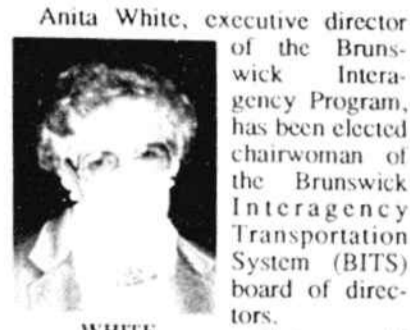 Anita White, executive director
of the Bruns-
wick Intera-
gency Program,
has been elected
chairwoman of
the Brunswick
Interagency
Transportation
System (BITS)
board of direc-
tors.
WHITE